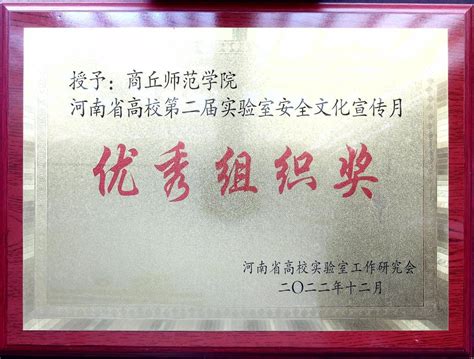 授予：商丘师范学院
河南省高校第二届实验室安全文化宣传月
优秀组织奖
河南省高校实验室工作研究会
二〇二二年十二月